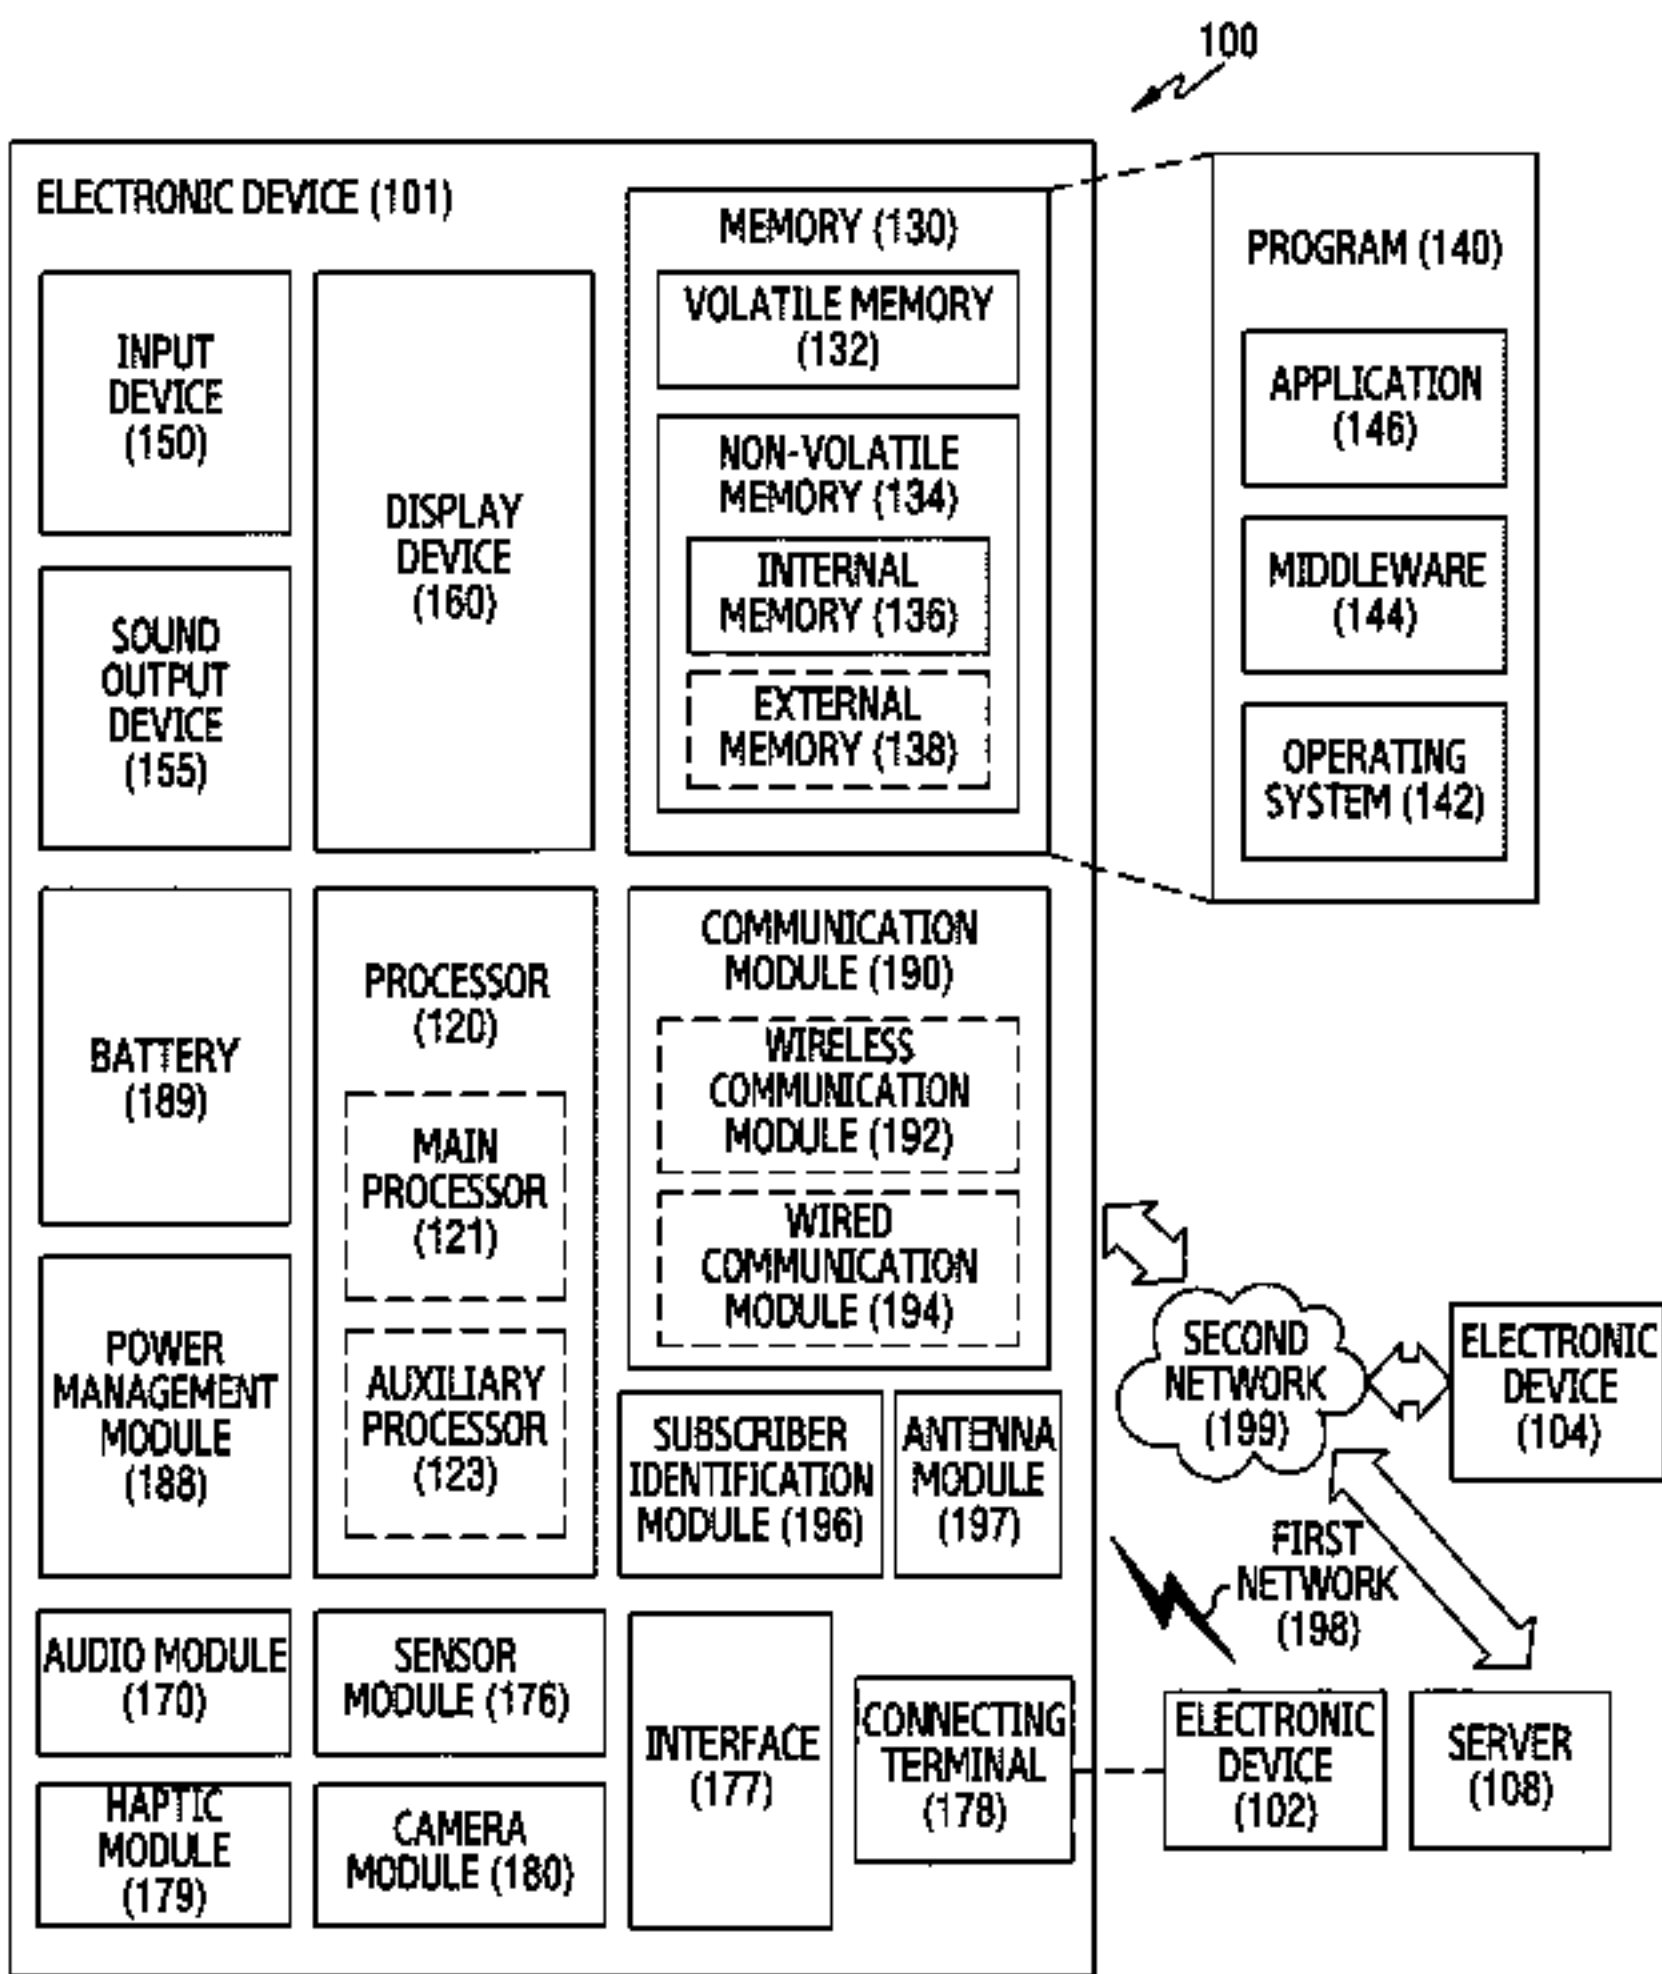 100
ELECTRONIC DEVICE (101)
INPUT
DEVICE
(150)
SOUND
OUTPUT
DEVICE
(155)
DISPLAY
DEVICE
(160)
MEMORY (130)
VOLATILE MEMORY
(132)
NON-VOLATILE
MEMORY (134)
INTERNAL
MEMORY (136)
EXTERNAL
MEMORY (138)
PROGRAM (140)
APPLICATION
(146)
MIDDLEWARE
(144)
OPERATING
SYSTEM (142)
BATTERY
(189)
POWER
MANAGEMENT
MODULE
(188)
PROCESSOR
(120)
MAIN
PROCESSOR
(121)
AUXILIARY
PROCESSOR
(123)
COMMUNICATION
MODULE (190)
WIRELESS
COMMUNICATION
MODULE (192)
WIRED
COMMUNICATION
MODULE (194)
SUBSCRIBER
IDENTIFICATION
MODULE (196)
ANTENNA
MODULE
(197)
SECOND
NETWORK
(199)
ELECTRONIC
DEVICE
(104)
FIRST
NETWORK
(198)
AUDIO MODULE
(170)
SENSOR
MODULE (176)
HAPTIC
MODULE
(179)
CAMERA
MODULE (180)
INTERFACE
(177)
CONNECTING
TERMINAL
(178)
ELECTRONIC
DEVICE
(102)
SERVER
(108)